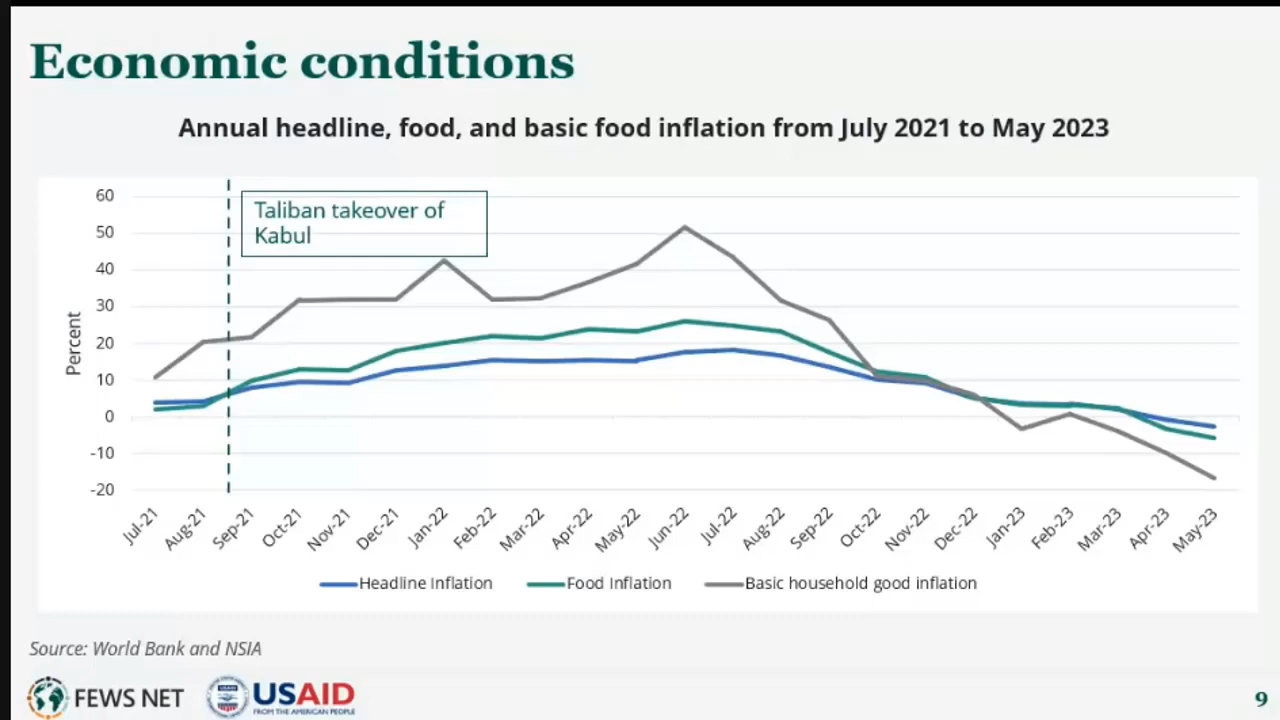 Economic conditions
Annual headline, food, and basic food inflation from July 2021 to May 2023
60
50
40
30
20
10
0
-10
-20
Percent
Taliban takeover of
Kabul
Jul-21
Aug-21
Sep-21
Oct-21
Nov-21
Dec-21
Jan-22
Feb-22
Mar-22
Apr-22
May-22
Jun-22
Jul-22
Aug-22
Sep-22
Oct-22
Nov-22
Dec-22
Jan-23
Feb-23
Mar-23
Apr-23
May-23
Headline Inflation
Food Inflation
Basic household good inflation
Source: World Bank and NSIA
FEWS NET
USAID
FROM THE AMERICAN PEOPLE
9